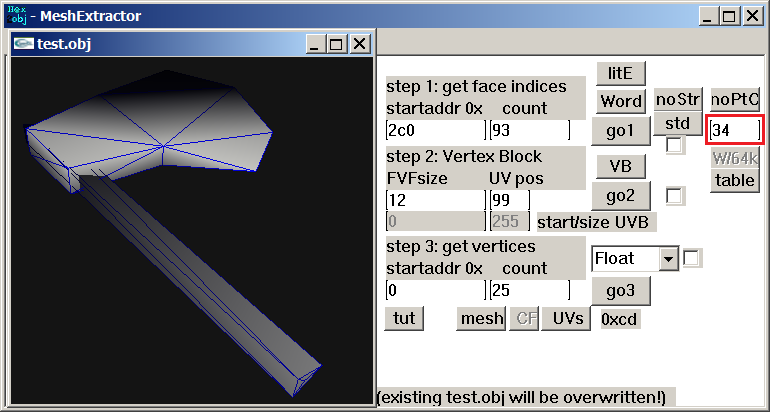 Hex
obj - MeshExtractor
test.obj
step 1: get face indices
startaddr 0x count
2c0 93
litE
Word
go1
noStr
std
noPtC
34
W/64k
table
step 2: Vertex Block
FVFsize UV pos
12 99
0 255 start/size UVB
VB
go2
step 3: get vertices
startaddr 0x count
0 25
Float
go3
tut mesh CF UVs 0xcd
(existing test.obj will be overwritten!)